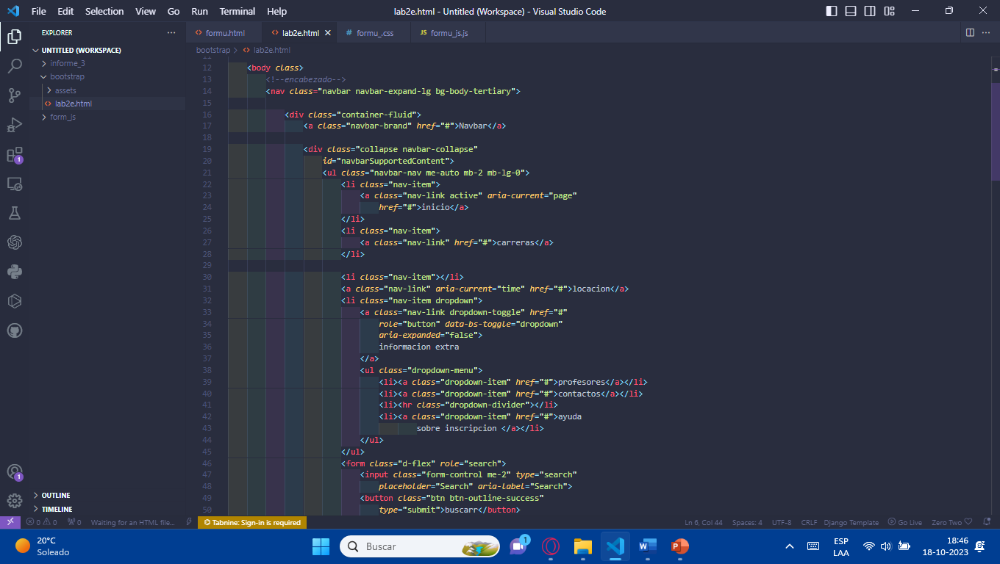 File Edit Selection View Go Run Terminal Help
lab2e.html - Untitled (Workspace) - Visual Studio Code
EXPLORER
UNTITLED (WORKSPACE)
informe_3
bootstrap
assets
lab2e.html
form_js
OUTLINE
TIMELINE
formu.html lab2e.html formu_.css formu_js.js
bootstrap > lab2e.html
11
12 <body class>
13 <!--encabezado-->
14 <nav class="navbar navbar-expand-lg bg-body-tertiary">
15
16 <div class="container-fluid">
17 <a class="navbar-brand" href="#">Navbar</a>
18
19 <div class="collapse navbar-collapse"
20 id="navbarSupportedContent">
21 <ul class="navbar-nav me-auto mb-2 mb-lg-0">
22 <li class="nav-item">
23 <a class="nav-link active" aria-current="page"
24 href="#">inicio</a>
25 </li>
26 <li class="nav-item">
27 <a class="nav-link" href="#">carreras</a>
28 </li>
29
30 <li class="nav-item"></li>
31 <a class="nav-link" aria-current="time" href="#">locacion</a>
32 <li class="nav-item dropdown">
33 <a class="nav-link dropdown-toggle" href="#"
34 role="button" data-bs-toggle="dropdown"
35 aria-expanded="false">
36 informacion extra
37 </a>
38 <ul class="dropdown-menu">
39 <li><a class="dropdown-item" href="#">profesores</a></li>
40 <li><a class="dropdown-item" href="#">contactos</a></li>
41 <li><hr class="dropdown-divider"></li>
42 <li><a class="dropdown-item" href="#">ayuda
43 sobre inscripcion </a></li>
44 </ul>
45 </ul>
46 <form class="d-flex" role="search">
47 <input class="form-control me-2" type="search"
48 placeholder="Search" aria-label="Search">
49 <button class="btn btn-outline-success"
50 type="submit">buscarr</button>
0 0 0 Waiting for an HTML file... Tabnine: Sign-in is required Ln 6, Col 44 Spaces: 4 UTF-8 CRLF Django Template Go Live Zero Two
20°C
Soleado
Buscar
1
ESP
LAA
18:46
18-10-2023